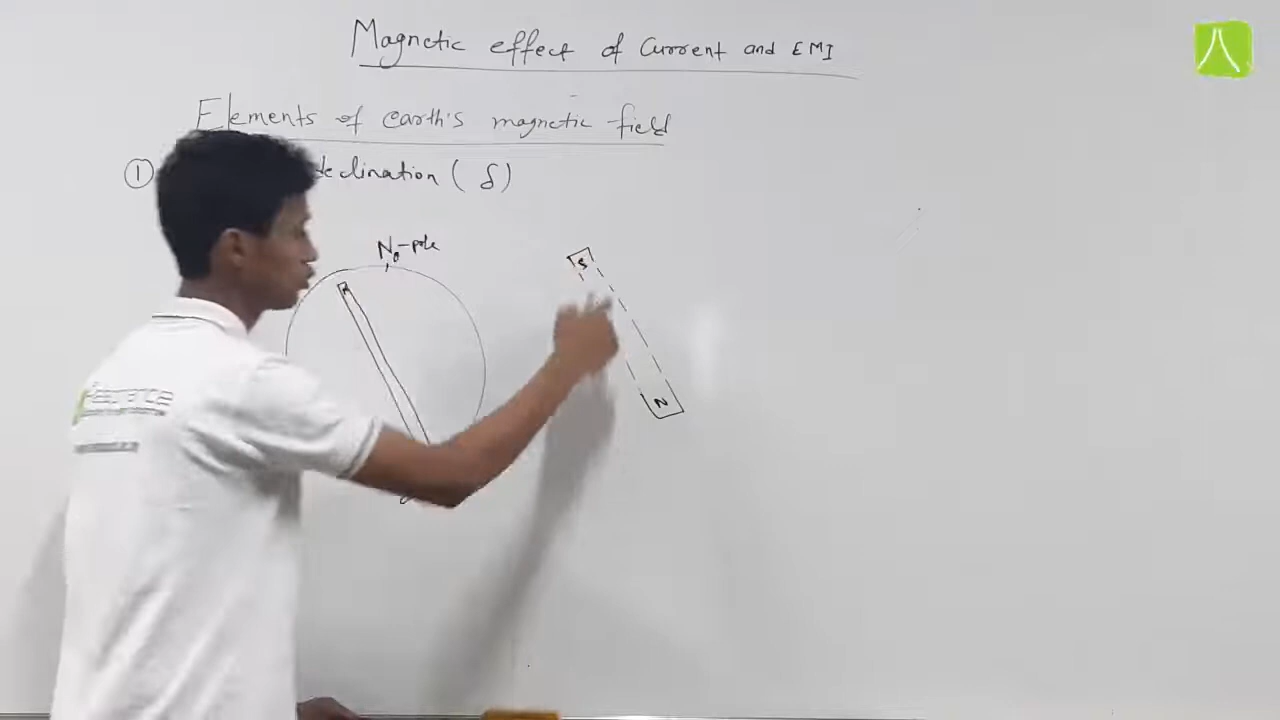 Magnetic effect of Current and EMI
Elements of earth's magnetic field
① declination ( δ )
N₀-pole
S
N